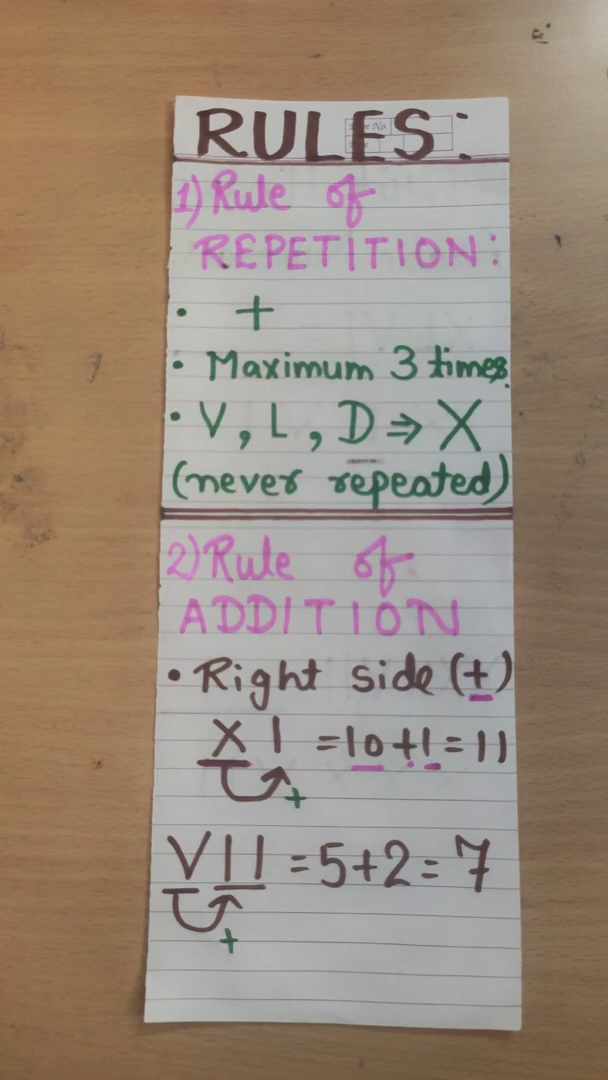 RULES:
1) Rule of
REPETITION:
• +
• Maximum 3 times.
• V, L, D ⇒ X
(never repeated)
2) Rule of
ADDITION
• Right side (+)
XI = 10+1 = 11
+
VII = 5+2 = 7
+